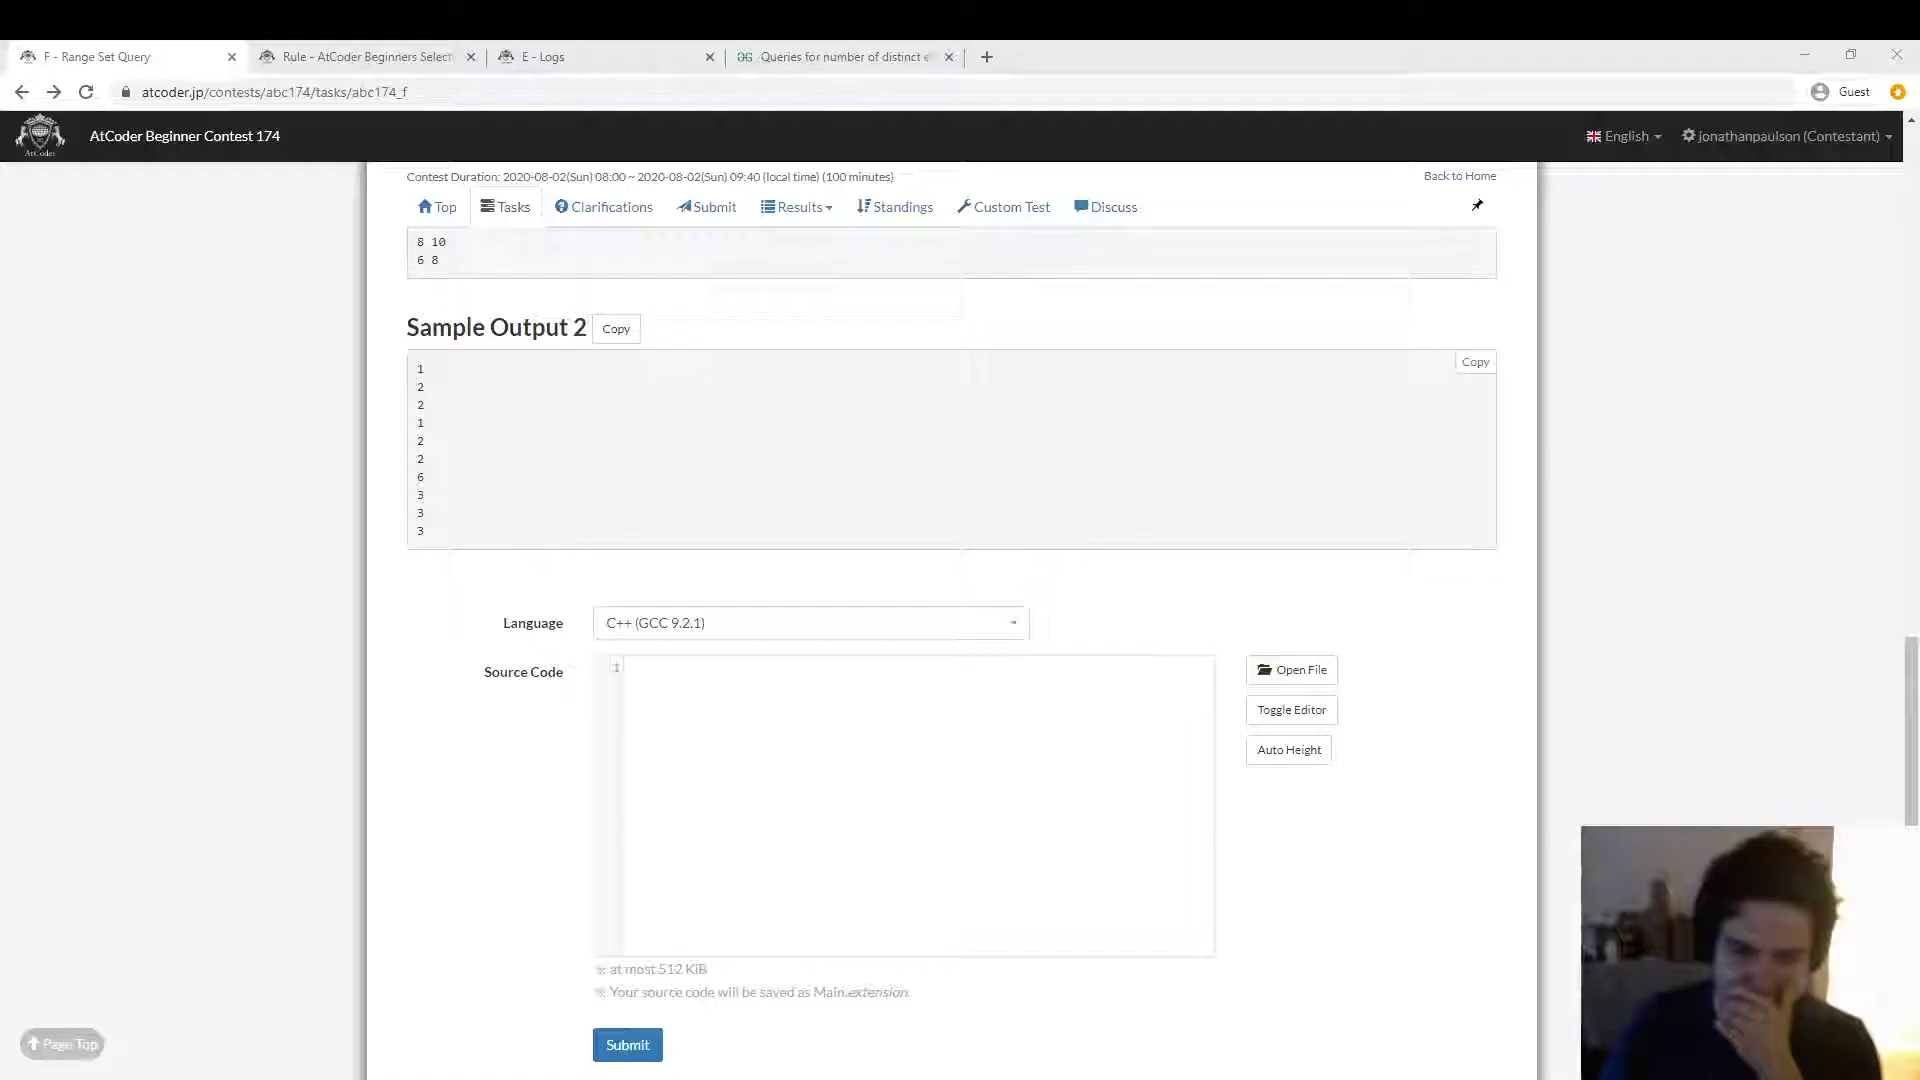 F - Range Set Query
Rule - AtCoder Beginners Select
E - Logs
Queries for number of distinct e
atcoder.jp/contests/abc174/tasks/abc174_f
Guest
AtCoder
AtCoder Beginner Contest 174
English
jonathanpaulson (Contestant)
Contest Duration: 2020-08-02(Sun) 08:00 ~ 2020-08-02(Sun) 09:40 (local time) (100 minutes)
Back to Home
Top
Tasks
Clarifications
Submit
Results
Standings
Custom Test
Discuss
8 10
6 8
Sample Output 2
Copy
Copy
1
2
2
1
2
2
6
3
3
3
Language
C++ (GCC 9.2.1)
Source Code
1
Open File
Toggle Editor
Auto Height
※ at most 512 KiB
※ Your source code will be saved as Main.extension.
Page Top
Submit